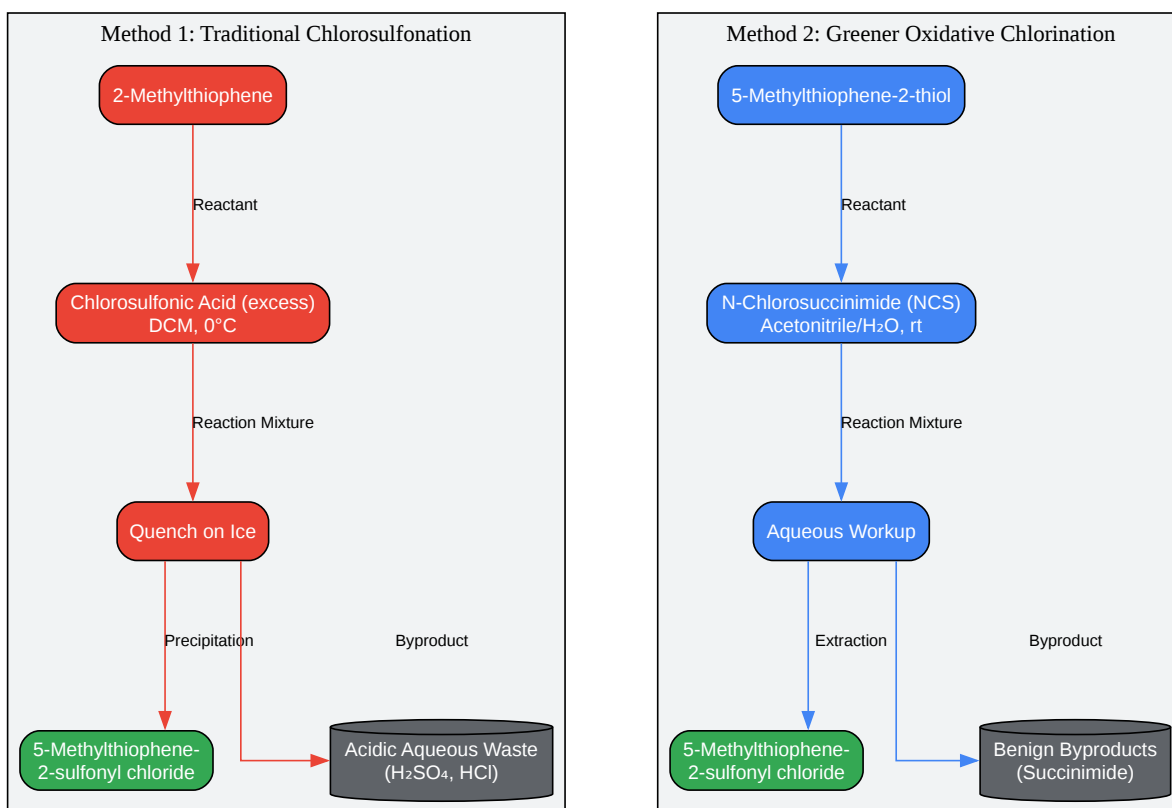 Method 1: Traditional Chlorosulfonation
2-Methylthiophene
Reactant
Chlorosulfonic Acid (excess)
DCM, 0°C
Reaction Mixture
Quench on Ice
Precipitation
Byproduct
5-Methylthiophene-
2-sulfonyl chloride
Acidic Aqueous Waste
(H₂SO₄, HCl)
Method 2: Greener Oxidative Chlorination
5-Methylthiophene-2-thiol
Reactant
N-Chlorosuccinimide (NCS)
Acetonitrile/H₂O, rt
Reaction Mixture
Aqueous Workup
Extraction
Byproduct
5-Methylthiophene-
2-sulfonyl chloride
Benign Byproducts
(Succinimide)